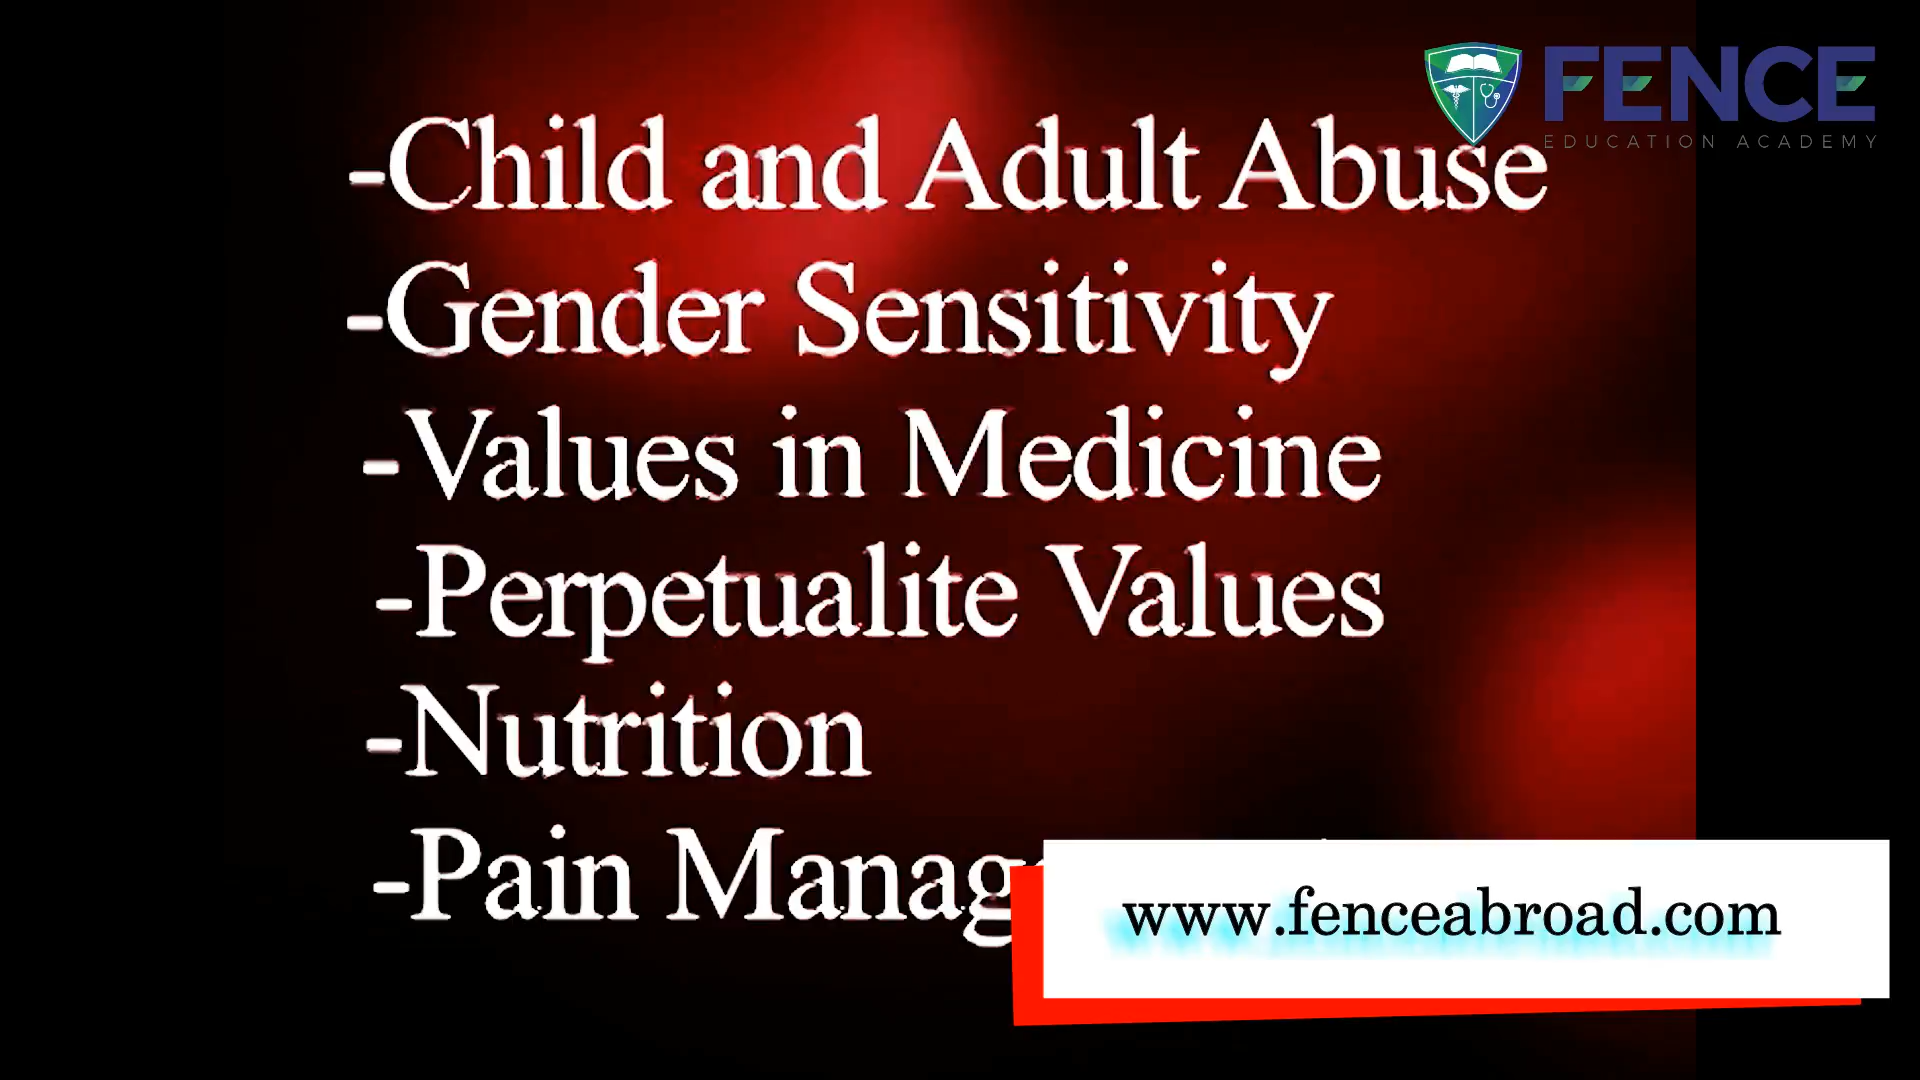 FENCE
EDUCATION ACADEMY
-Child and Adult Abuse
-Gender Sensitivity
-Values in Medicine
-Perpetualite Values
-Nutrition
-Pain
www.fenceabroad.com